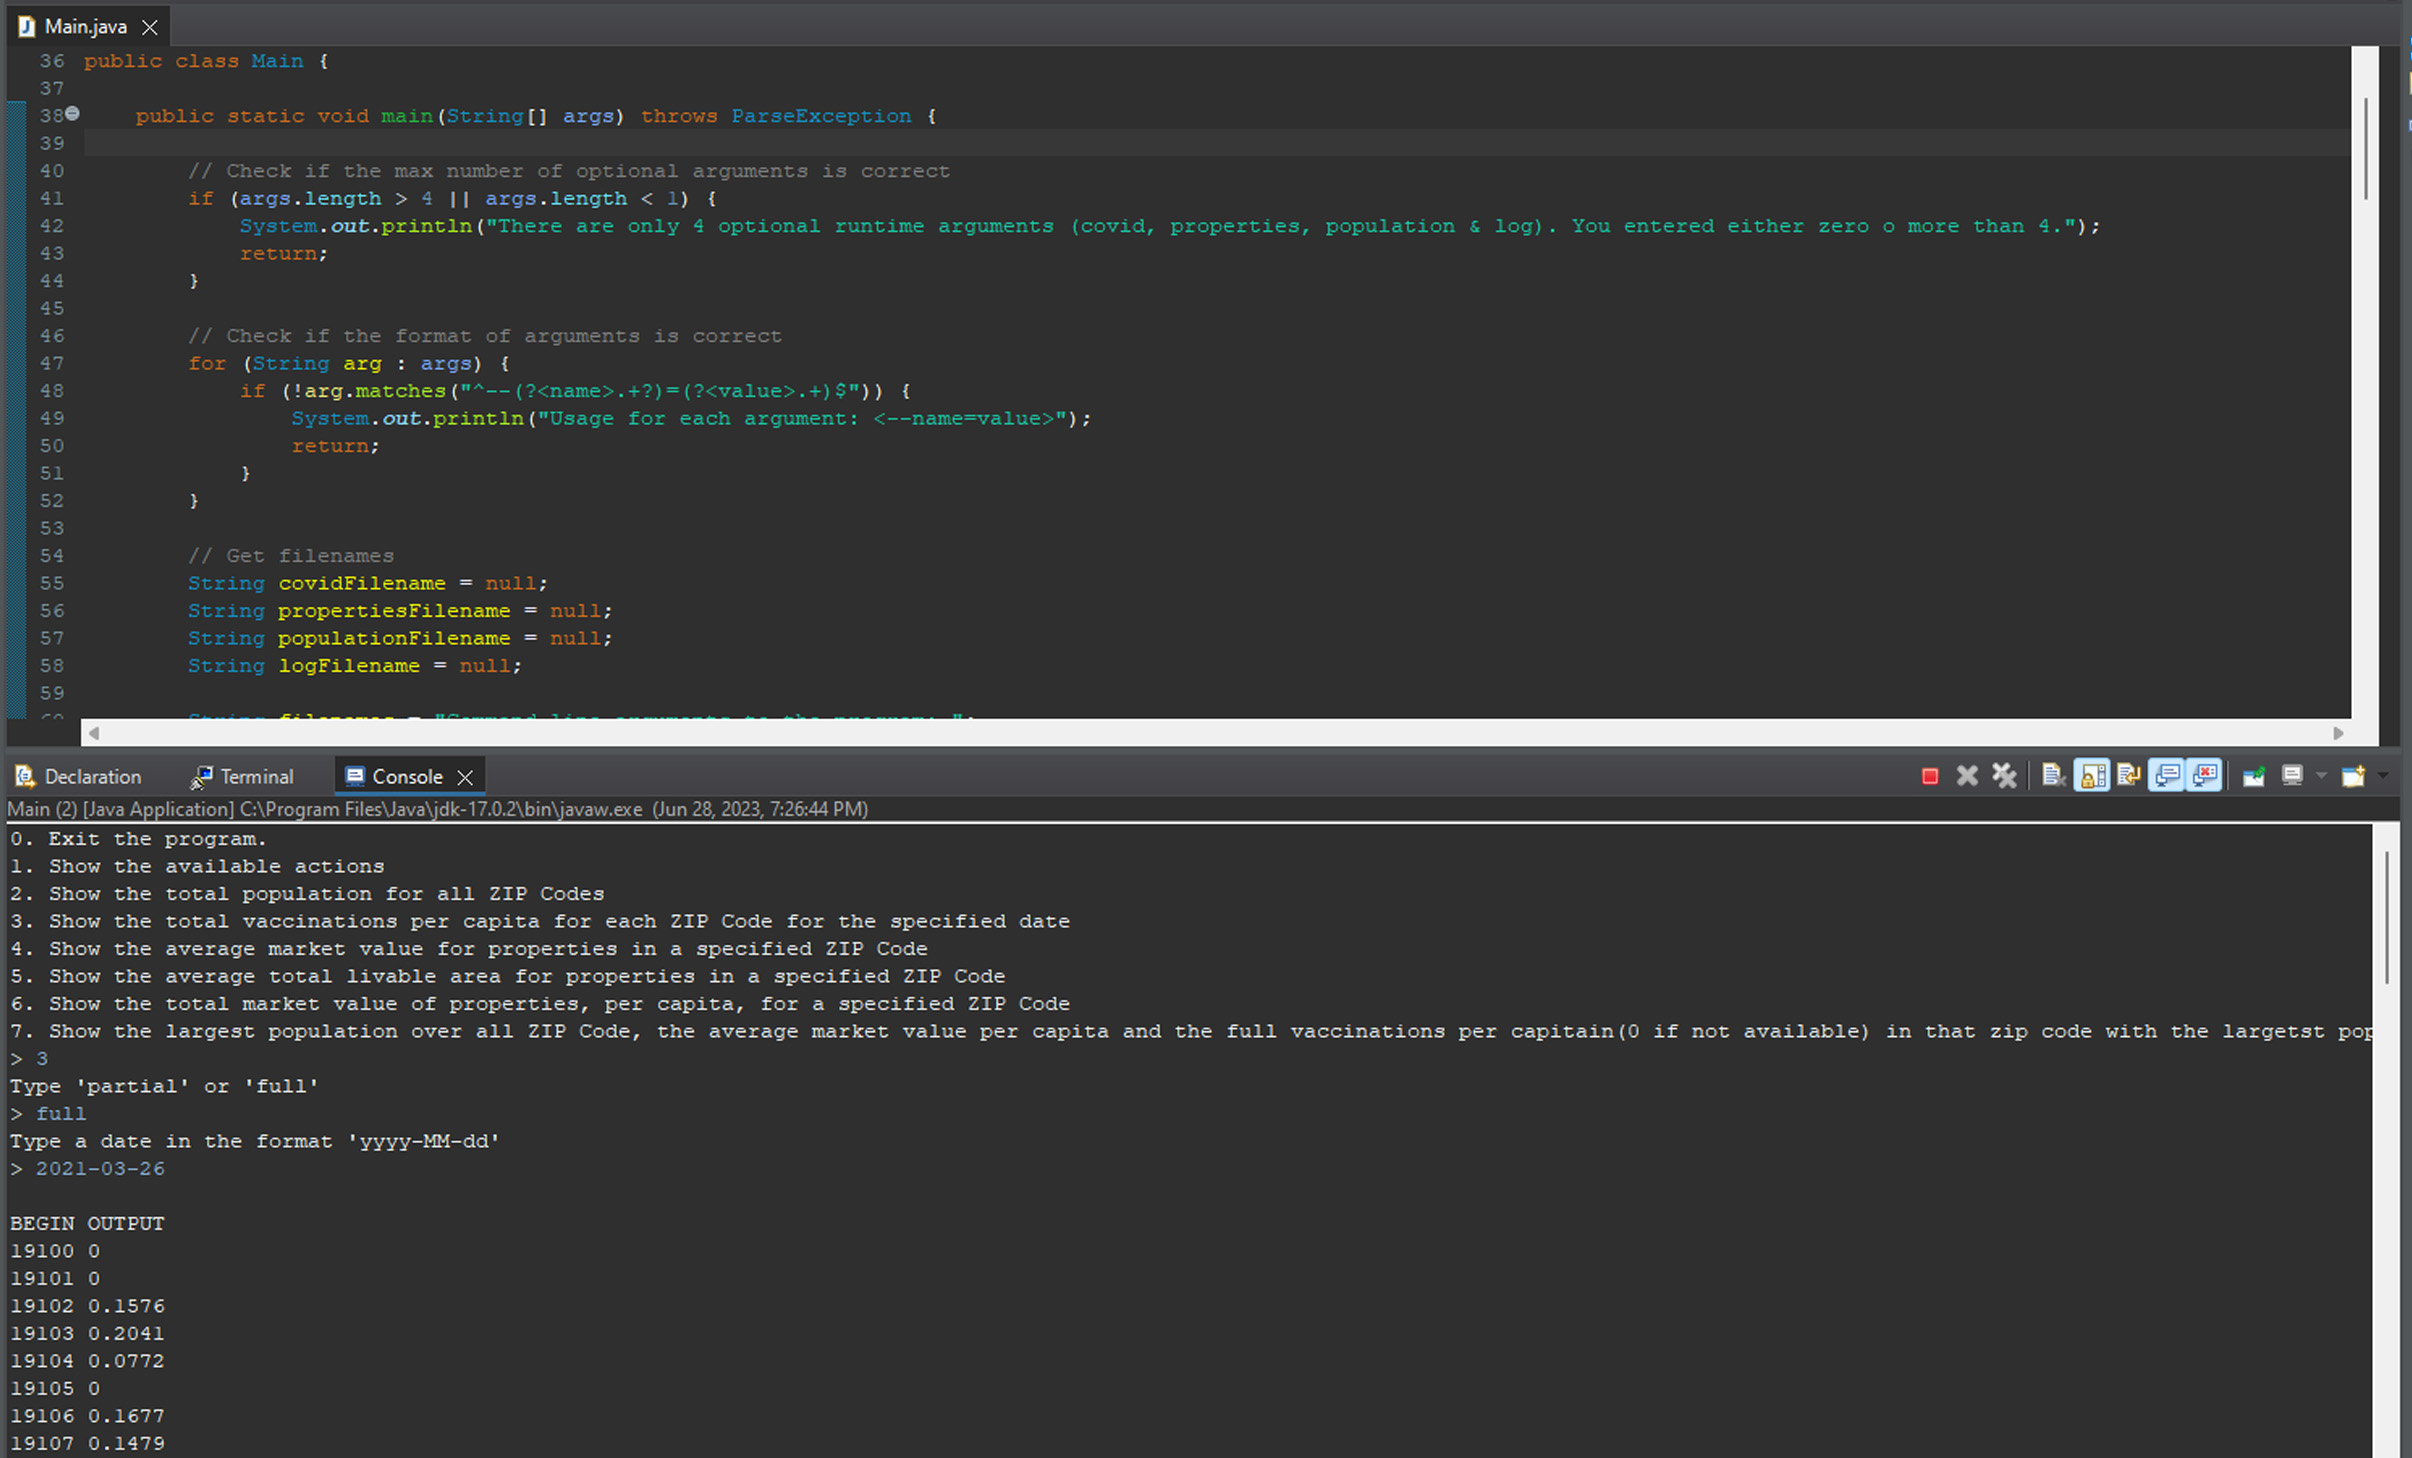 Main.java
36 public class Main {
37
38 public static void main(String[] args) throws ParseException {
39
40 // Check if the max number of optional arguments is correct
41 if (args.length > 4 || args.length < 1) {
42 System.out.println("There are only 4 optional runtime arguments (covid, properties, population & log). You entered either zero o more than 4.");
43 return;
44 }
45
46 // Check if the format of arguments is correct
47 for (String arg : args) {
48 if (!arg.matches("^--(?<name>.+?)=(?<value>.+)$")) {
49 System.out.println("Usage for each argument: <--name=value>");
50 return;
51 }
52 }
53
54 // Get filenames
55 String covidFilename = null;
56 String propertiesFilename = null;
57 String populationFilename = null;
58 String logFilename = null;
59
Declaration Terminal Console
Main (2) [Java Application] C:\Program Files\Java\jdk-17.0.2\bin\javaw.exe (Jun 28, 2023, 7:26:44 PM)
0. Exit the program.
1. Show the available actions
2. Show the total population for all ZIP Codes
3. Show the total vaccinations per capita for each ZIP Code for the specified date
4. Show the average market value for properties in a specified ZIP Code
5. Show the average total livable area for properties in a specified ZIP Code
6. Show the total market value of properties, per capita, for a specified ZIP Code
7. Show the largest population over all ZIP Code, the average market value per capita and the full vaccinations per capitain(0 if not available) in that zip code with the largetst pop
> 3
Type 'partial' or 'full'
> full
Type a date in the format 'yyyy-MM-dd'
> 2021-03-26
BEGIN OUTPUT
19100 0
19101 0
19102 0.1576
19103 0.2041
19104 0.0772
19105 0
19106 0.1677
19107 0.1479